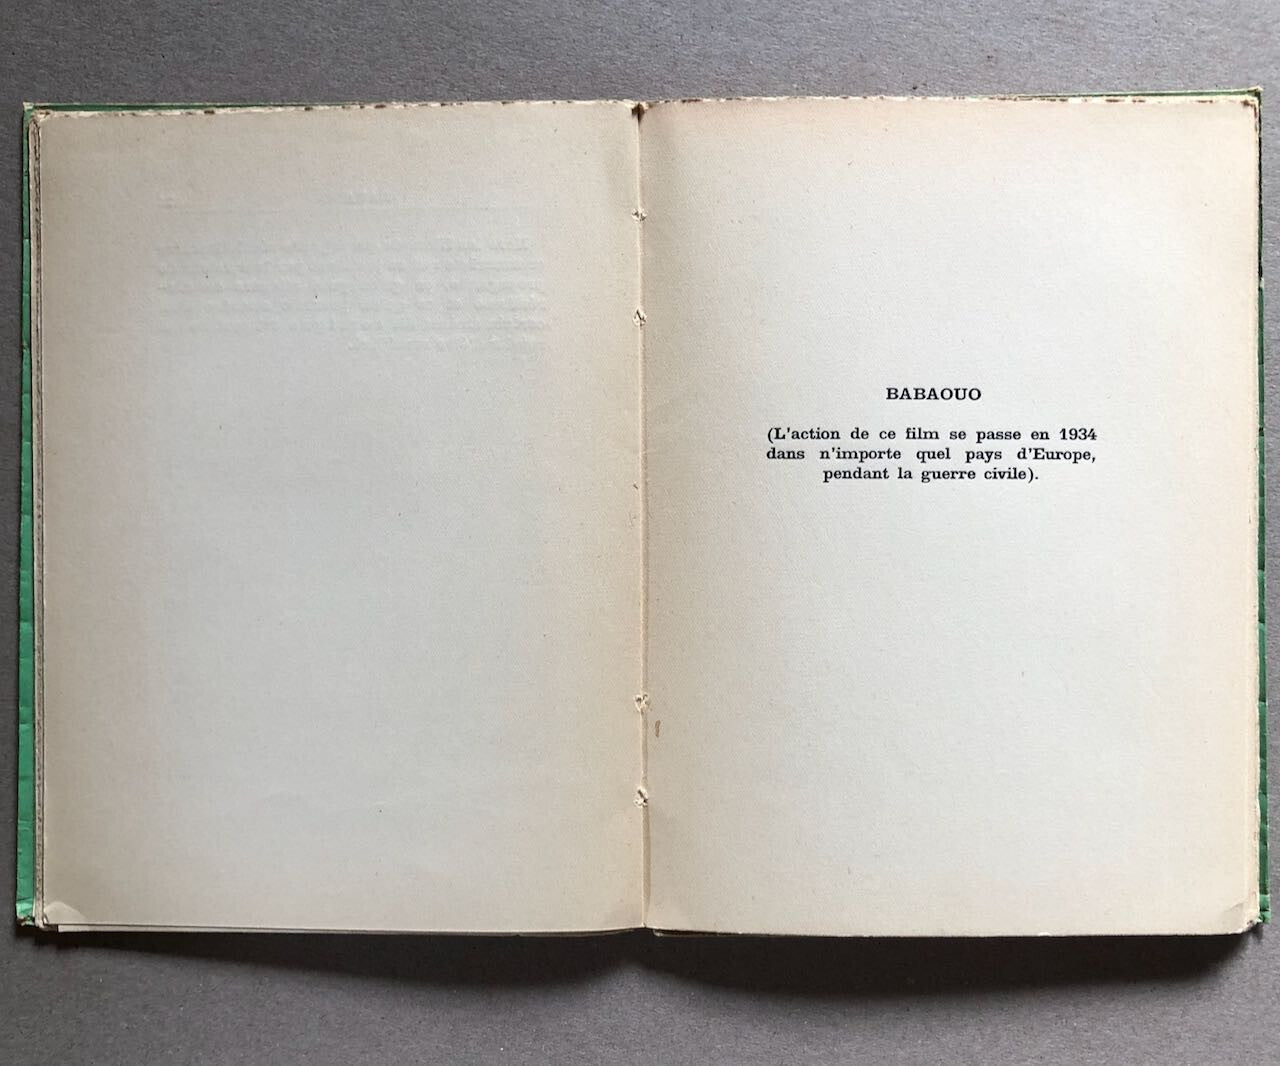 BABAOUO
(L'action de ce film se passe en 1934
dans n'importe quel pays d'Europe,
pendant la guerre civile).